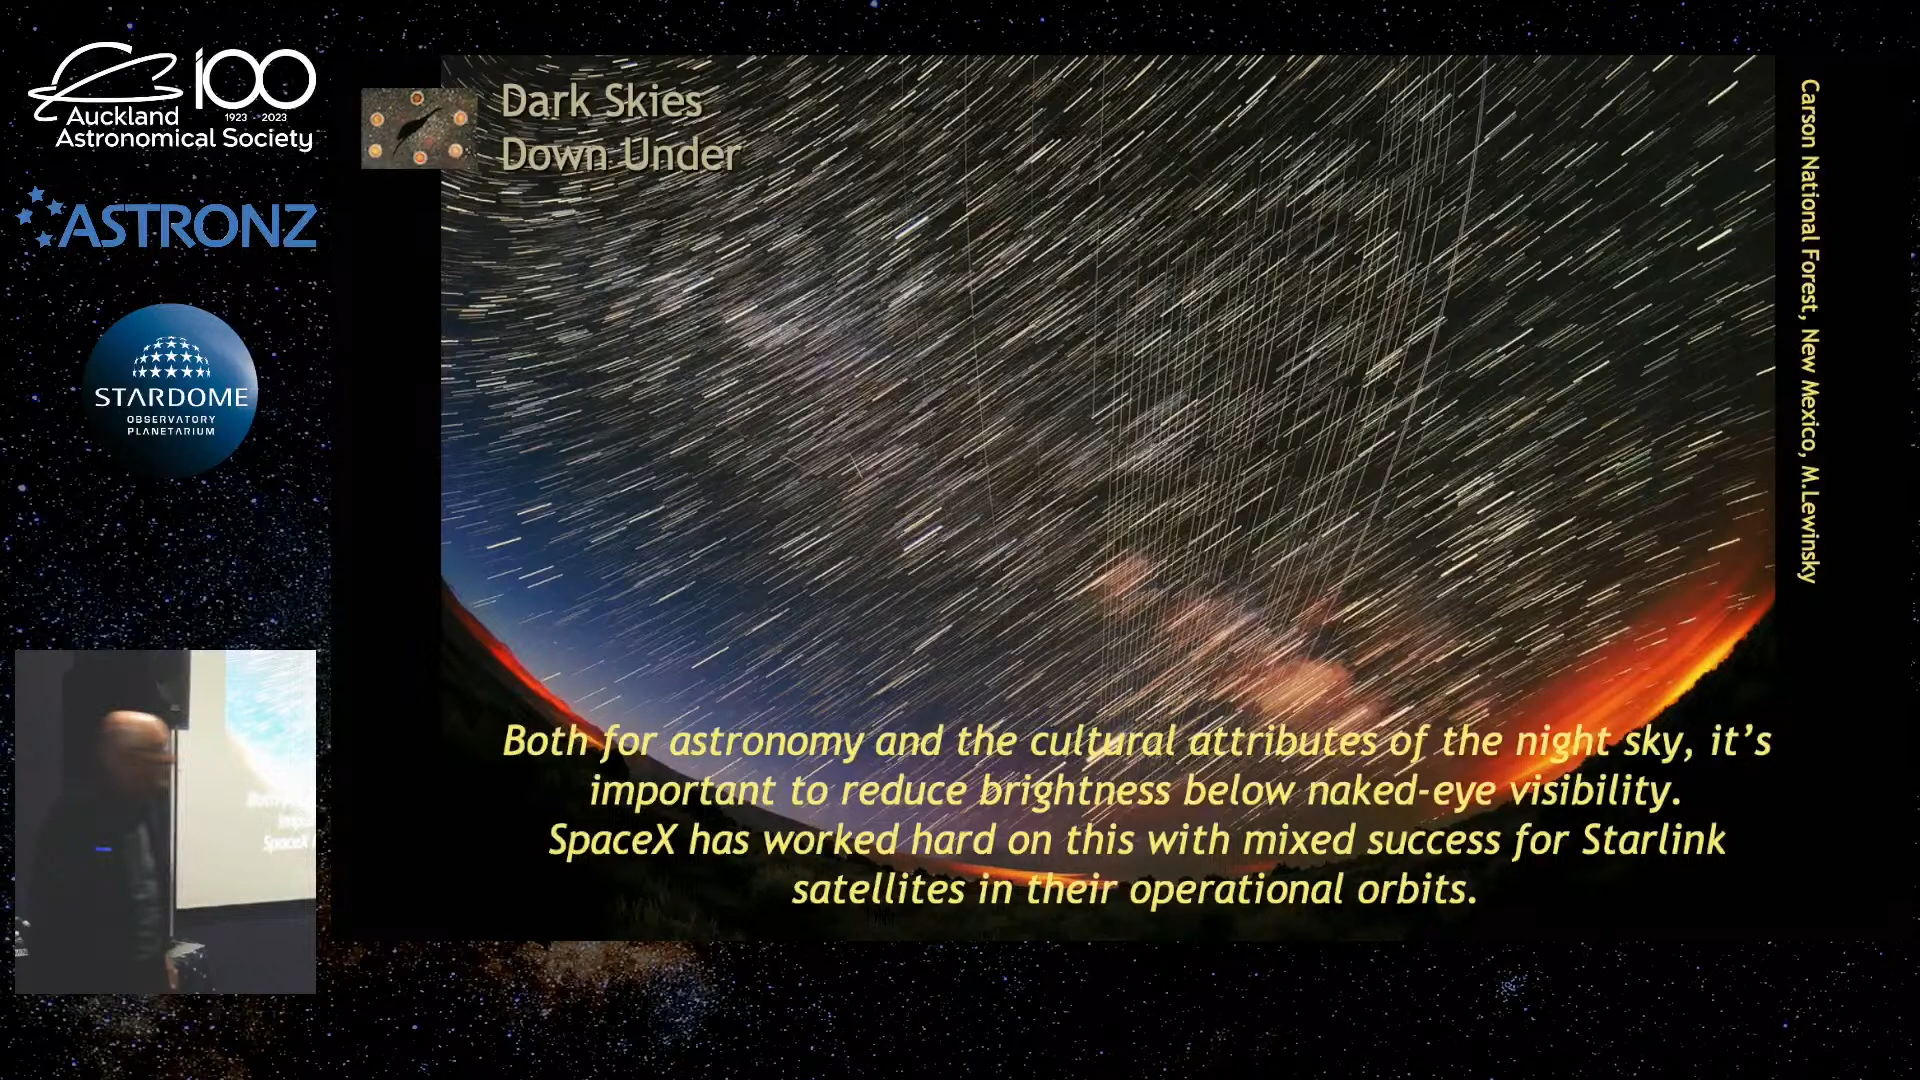 100
1923 - 2023
Auckland
Astronomical Society
ASTRONZ
STARDOME
OBSERVATORY
PLANETARIUM
Dark Skies
Down Under
Carson National Forest, New Mexico, M.Lewinsky
Both for astronomy and the cultural attributes of the night sky, it's
important to reduce brightness below naked-eye visibility.
SpaceX has worked hard on this with mixed success for Starlink
satellites in their operational orbits.
SpaceX